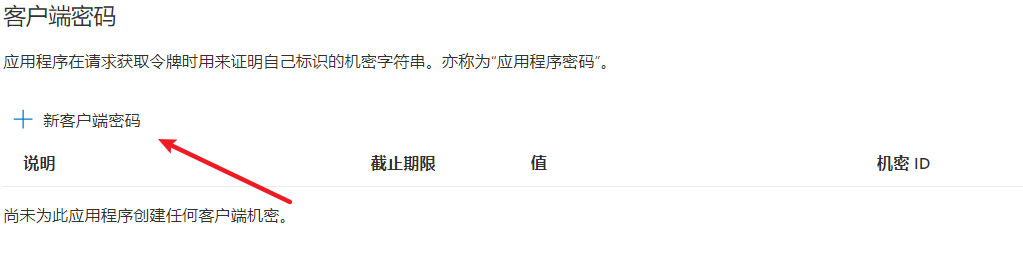 客户端密码
应用程序在请求获取令牌时用来证明自己标识的机密字符串。亦称为“应用程序密码”。
新客户端密码
说明 截止期限 值 机密 ID
尚未为此应用程序创建任何客户端机密。